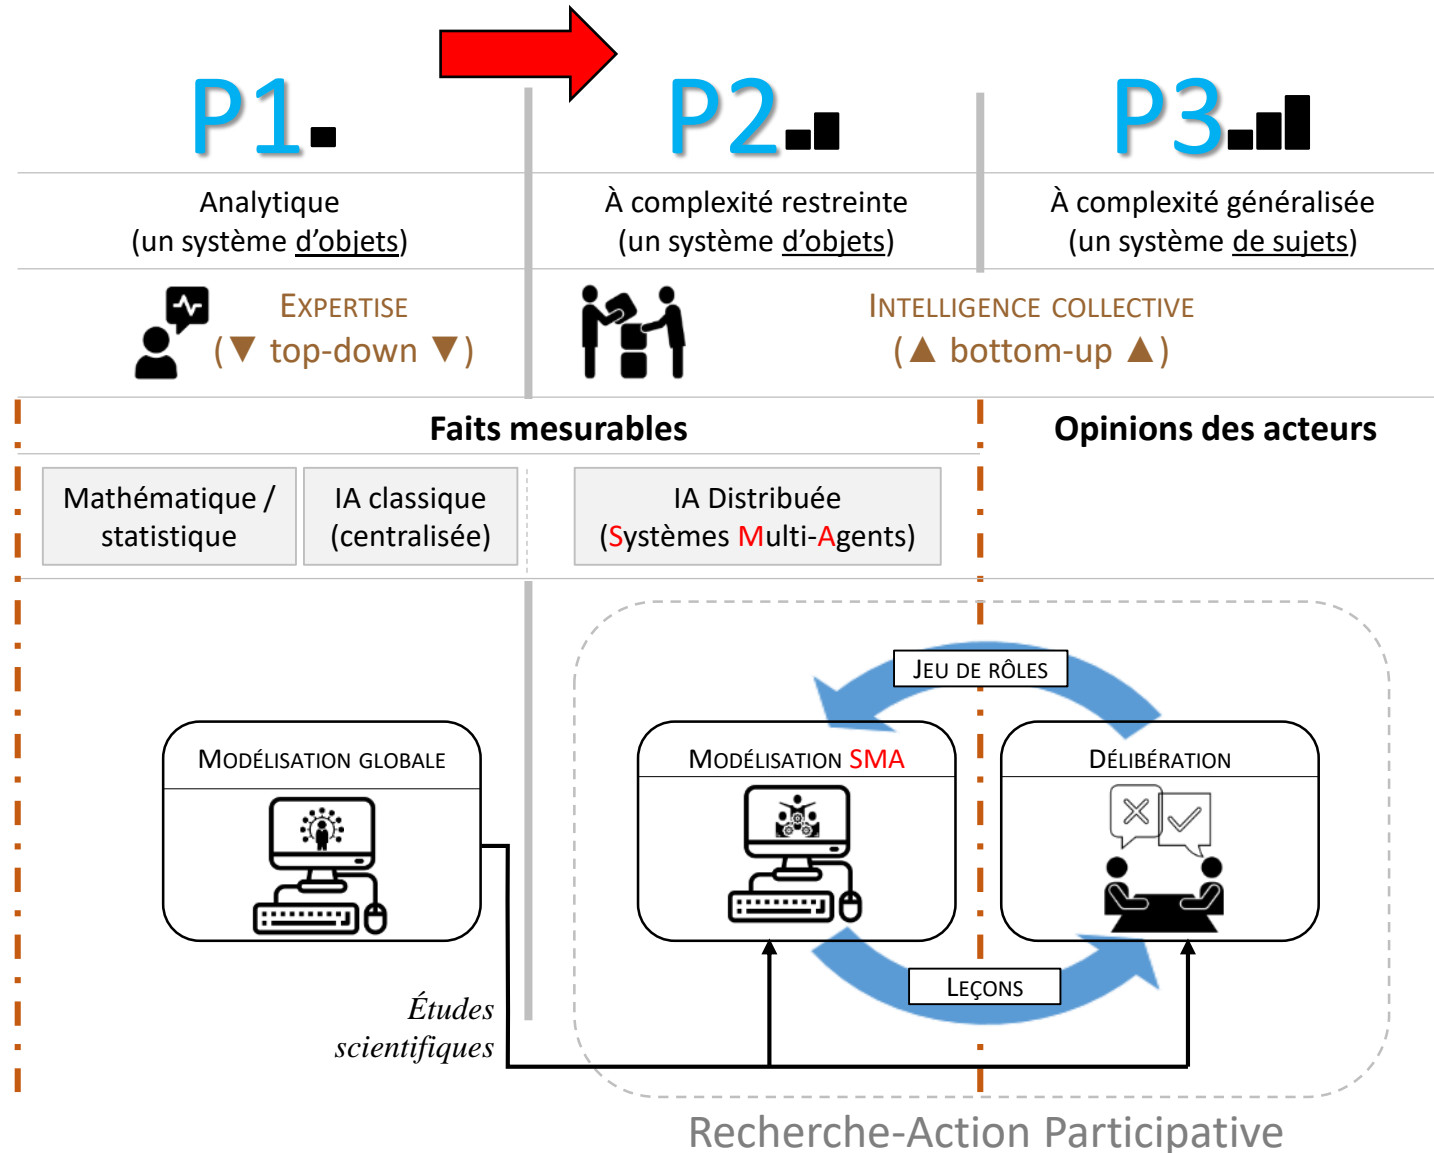 P1
P2
P3
Analytique
(un système d'objets)
À complexité restreinte
(un système d'objets)
À complexité généralisée
(un système de sujets)
EXPERTISE
(▼ top-down ▼)
INTELLIGENCE COLLECTIVE
(▲ bottom-up ▲)
Faits mesurables
Opinions des acteurs
Mathématique /
statistique
IA classique
(centralisée)
IA Distribuée
(Systèmes Multi-Agents)
JEU DE RÔLES
MODÉLISATION GLOBALE
MODÉLISATION SMA
DÉLIBÉRATION
LEÇONS
Études
scientifiques
Recherche-Action Participative